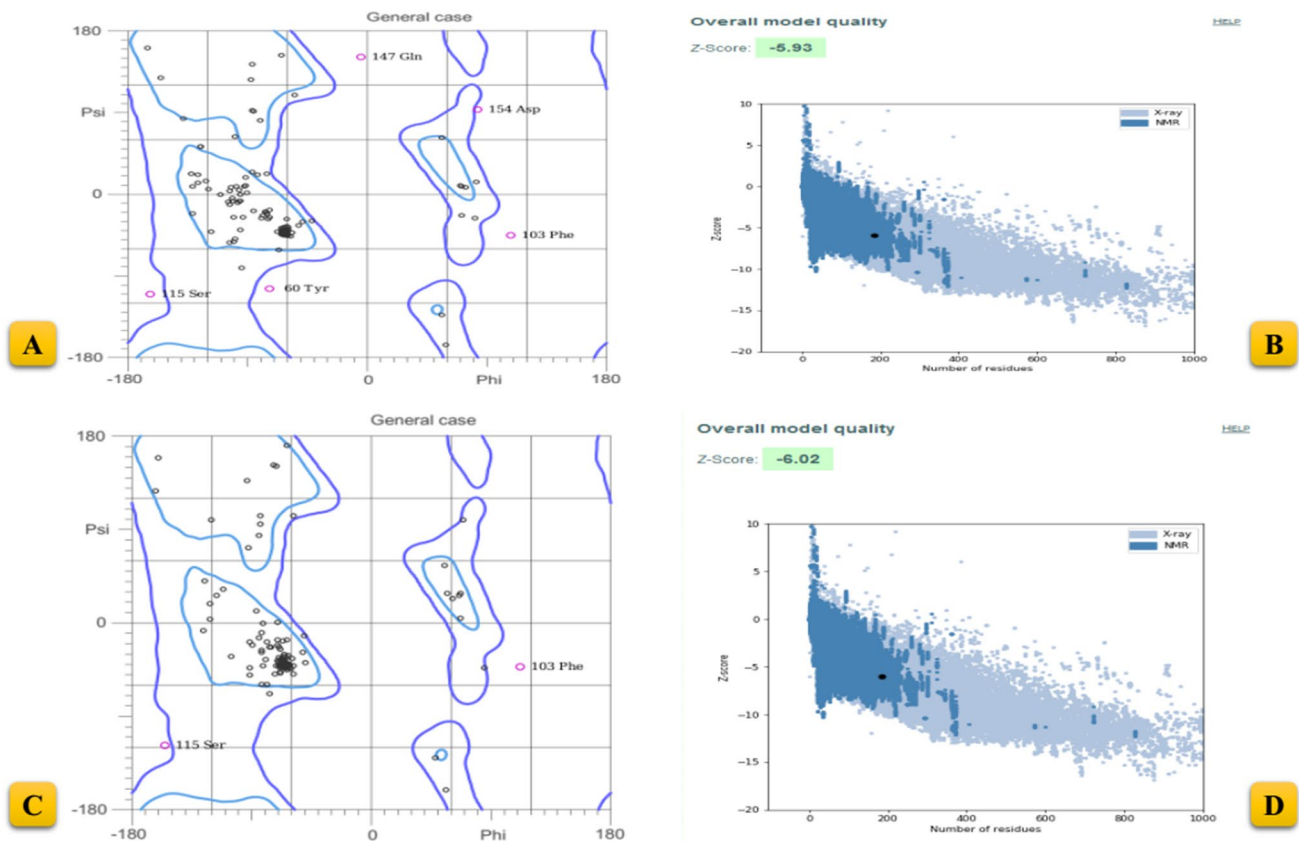 General case
180
Psi
0
-180
-180
0
Phi
180
147 Gln
154 Asp
103 Phe
115 Ser
60 Tyr
A
Overall model quality
HELP
Z-Score: -5.93
X-ray
NMR
Z-score
10
5
0
−5
−10
−15
−20
0
200
400
600
800
1000
Number of residues
B
General case
180
Psi
0
-180
-180
0
Phi
180
103 Phe
115 Ser
C
Overall model quality
HELP
Z-Score: -6.02
X-ray
NMR
Z-score
10
5
0
−5
−10
−15
−20
0
200
400
600
800
1000
Number of residues
D